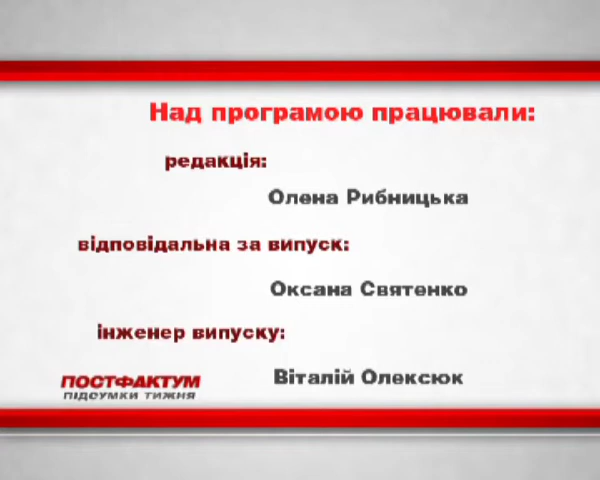 Над програмою працювали:
редакція:
Олена Рибницька
відповідальна за випуск:
Оксана Святенко
інженер випуску:
Віталій Олексюк
ПОСТФАКТУМ
ПІДСУМКИ ТИЖНЯ